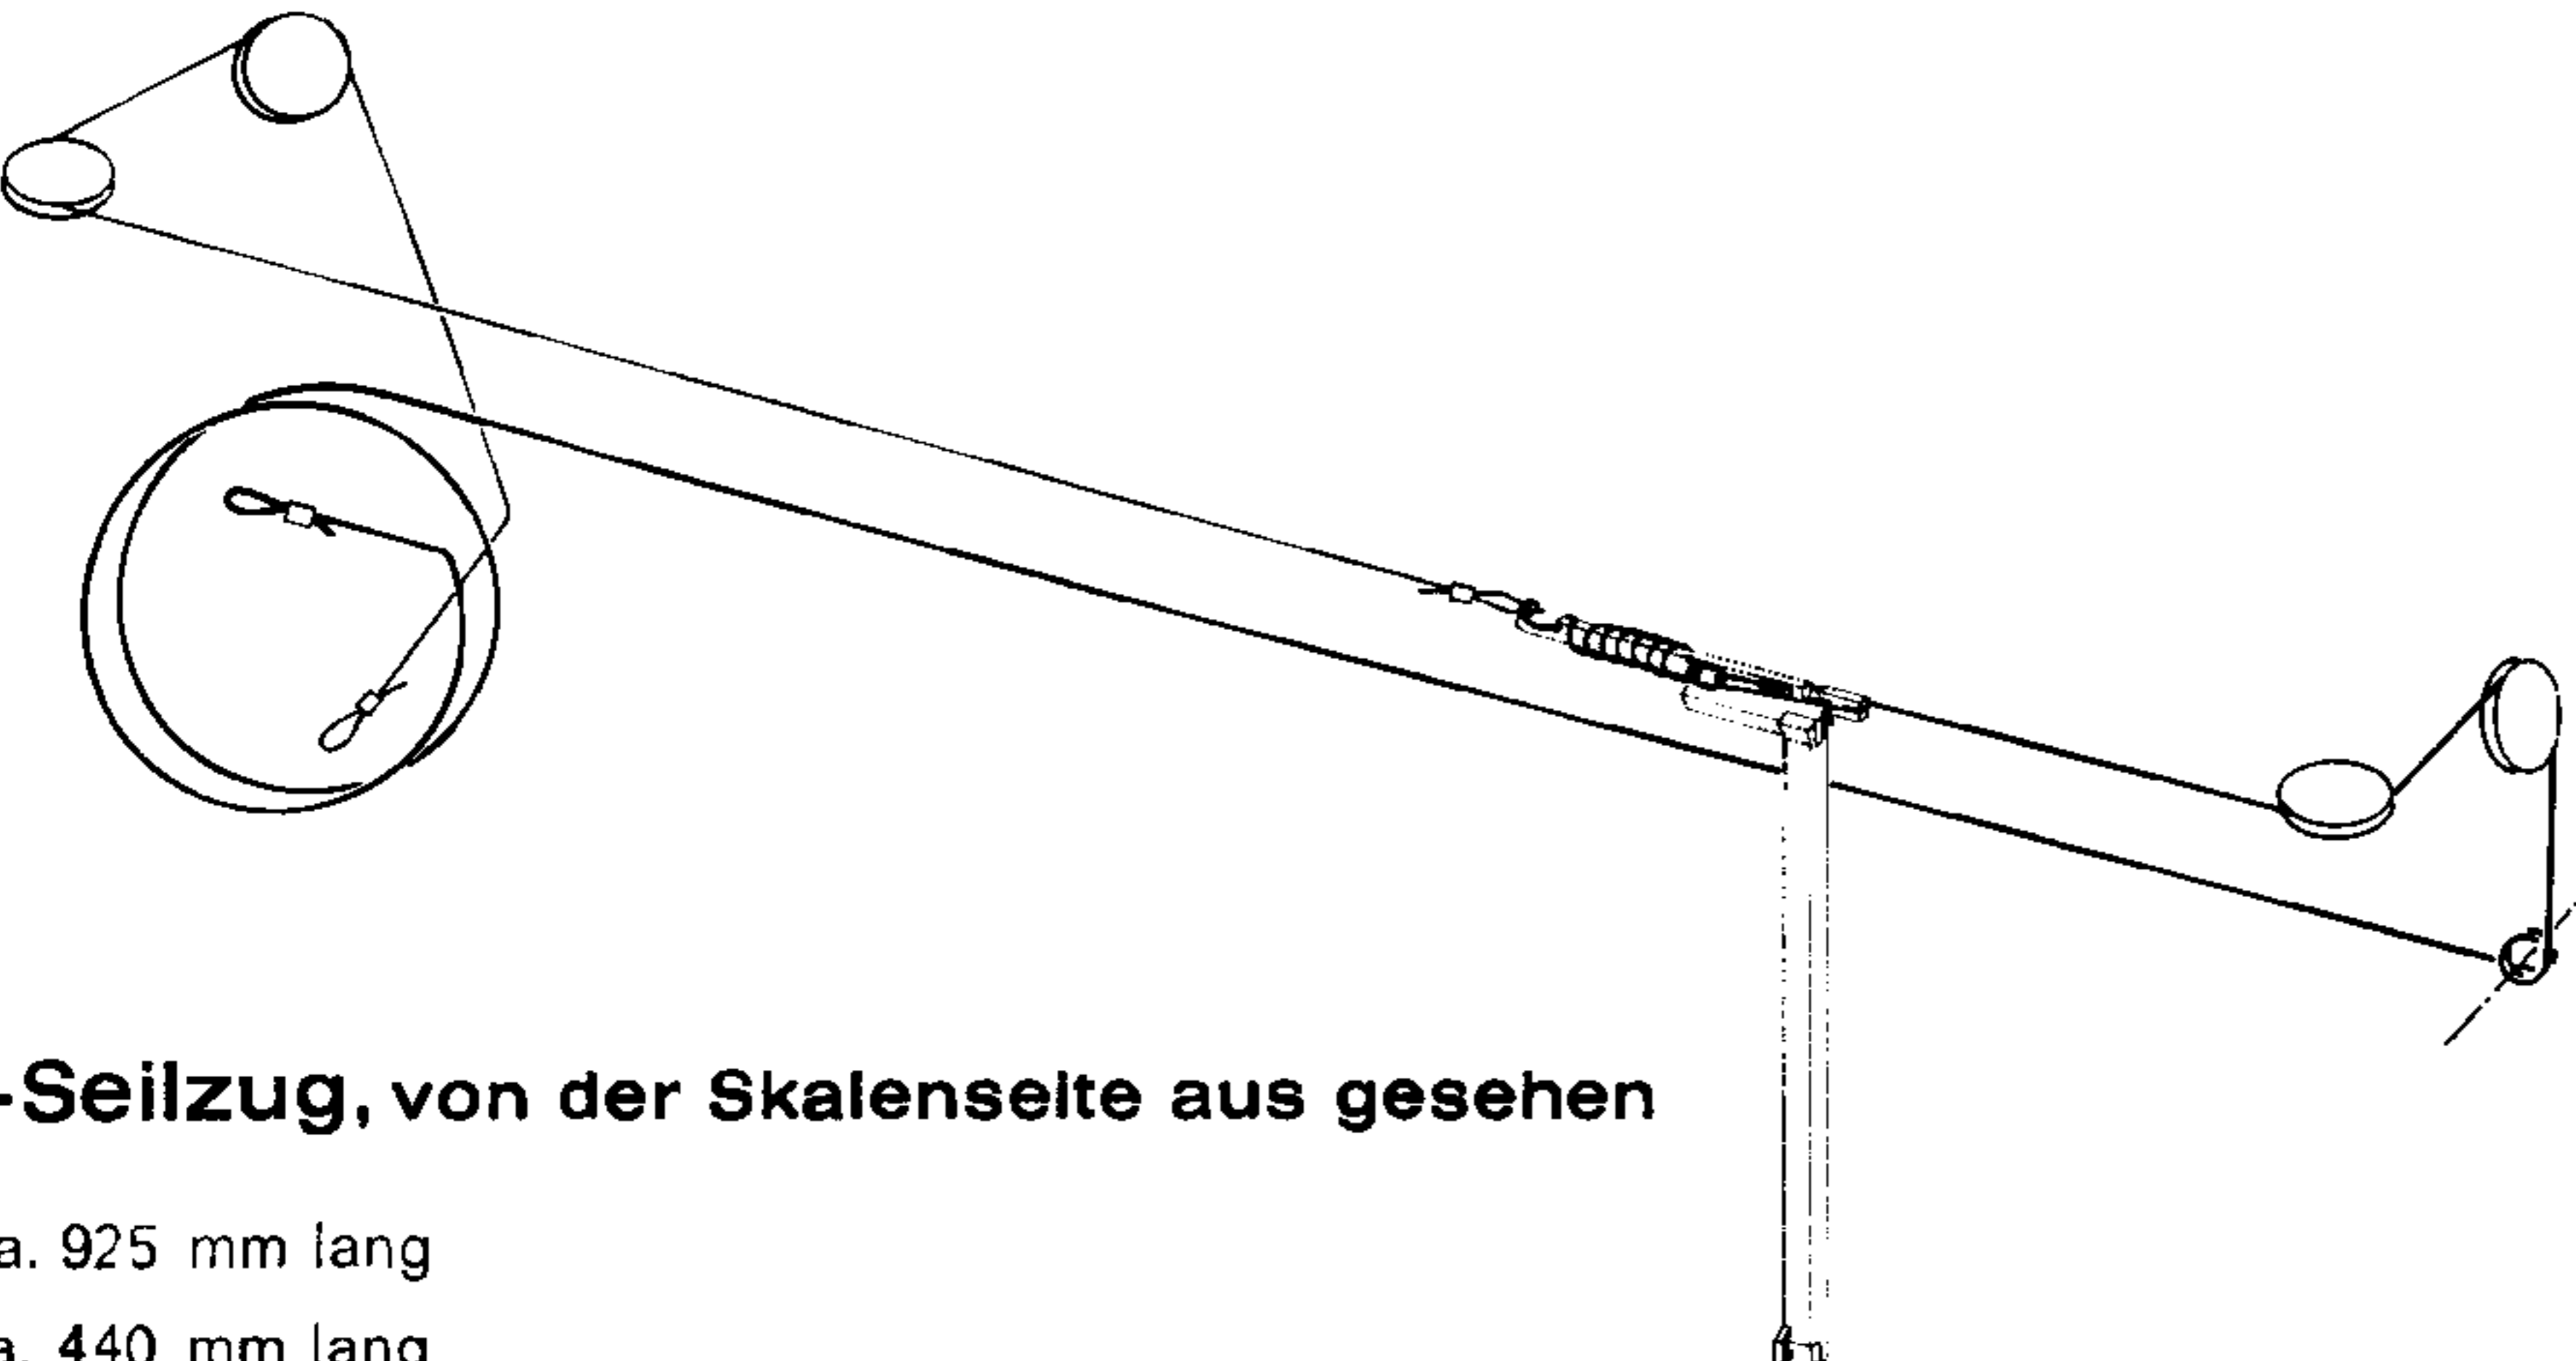 -Seilzug, von der Skalenseite aus gesehen
a. 925 mm lang
a. 440 mm lang